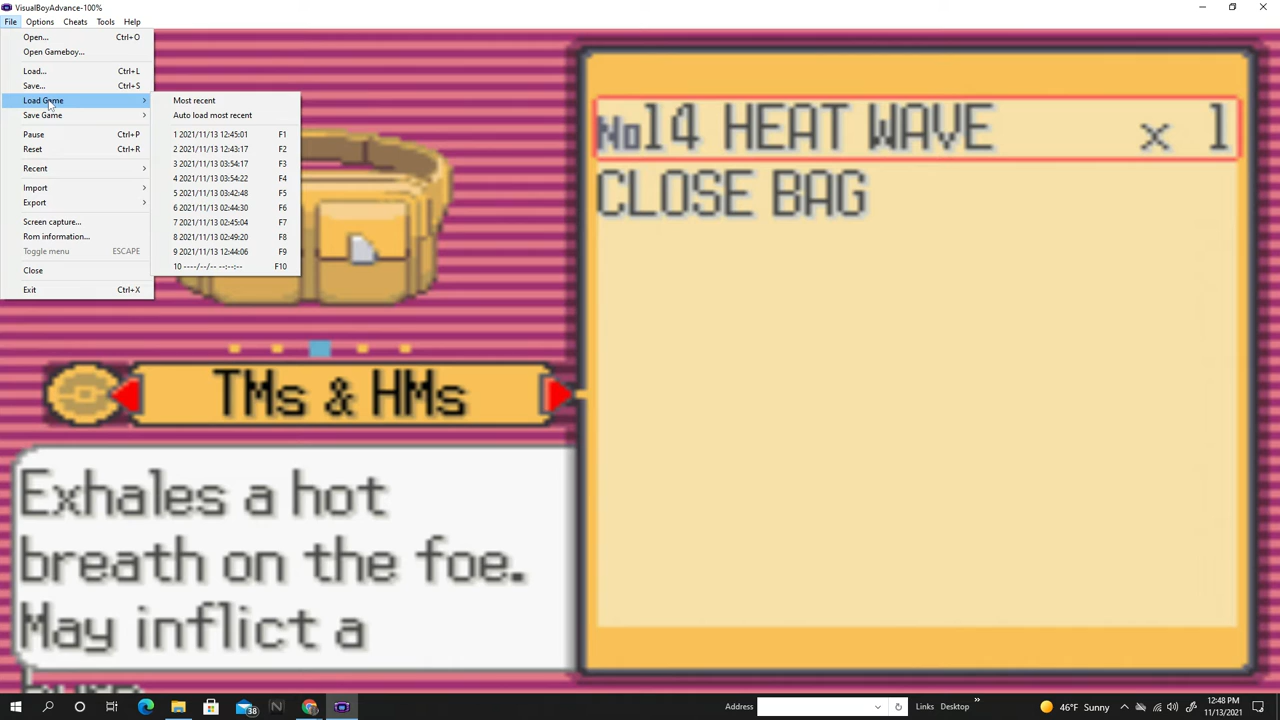 VisualBoyAdvance-100%
File Options Cheats Tools Help
Open... Ctrl+O
Open Gameboy...
Load... Ctrl+L
Save... Ctrl+S
Load Game
Save Game
Pause Ctrl+P
Reset Ctrl+R
Recent
Import
Export
Screen capture...
Rom information...
Toggle menu ESCAPE
Close
Exit Ctrl+X
Most recent
Auto load most recent
1 2021/11/13 12:45:01 F1
2 2021/11/13 12:43:17 F2
3 2021/11/13 03:54:17 F3
4 2021/11/13 03:54:22 F4
5 2021/11/13 03:42:48 F5
6 2021/11/13 02:44:30 F6
7 2021/11/13 02:45:04 F7
8 2021/11/13 02:49:20 F8
9 2021/11/13 12:44:06 F9
10 ----/--/-- --:--:-- F10
No14 HEAT WAVE x 1
CLOSE BAG
TMs & HMs
Exhales a hot
breath on the foe.
May inflict a
38
Address
Links Desktop »
46°F Sunny
12:48 PM
11/13/2021